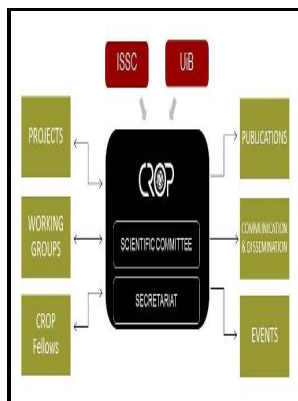 ISSC
UiB
PROJECTS
PUBLICATIONS
CROP
WORKING
GROUPS
SCIENTIFIC COMMITTEE
COMMUNICATION
& DISSEMINATION
SECRETARIAT
CROP
Fellows
EVENTS